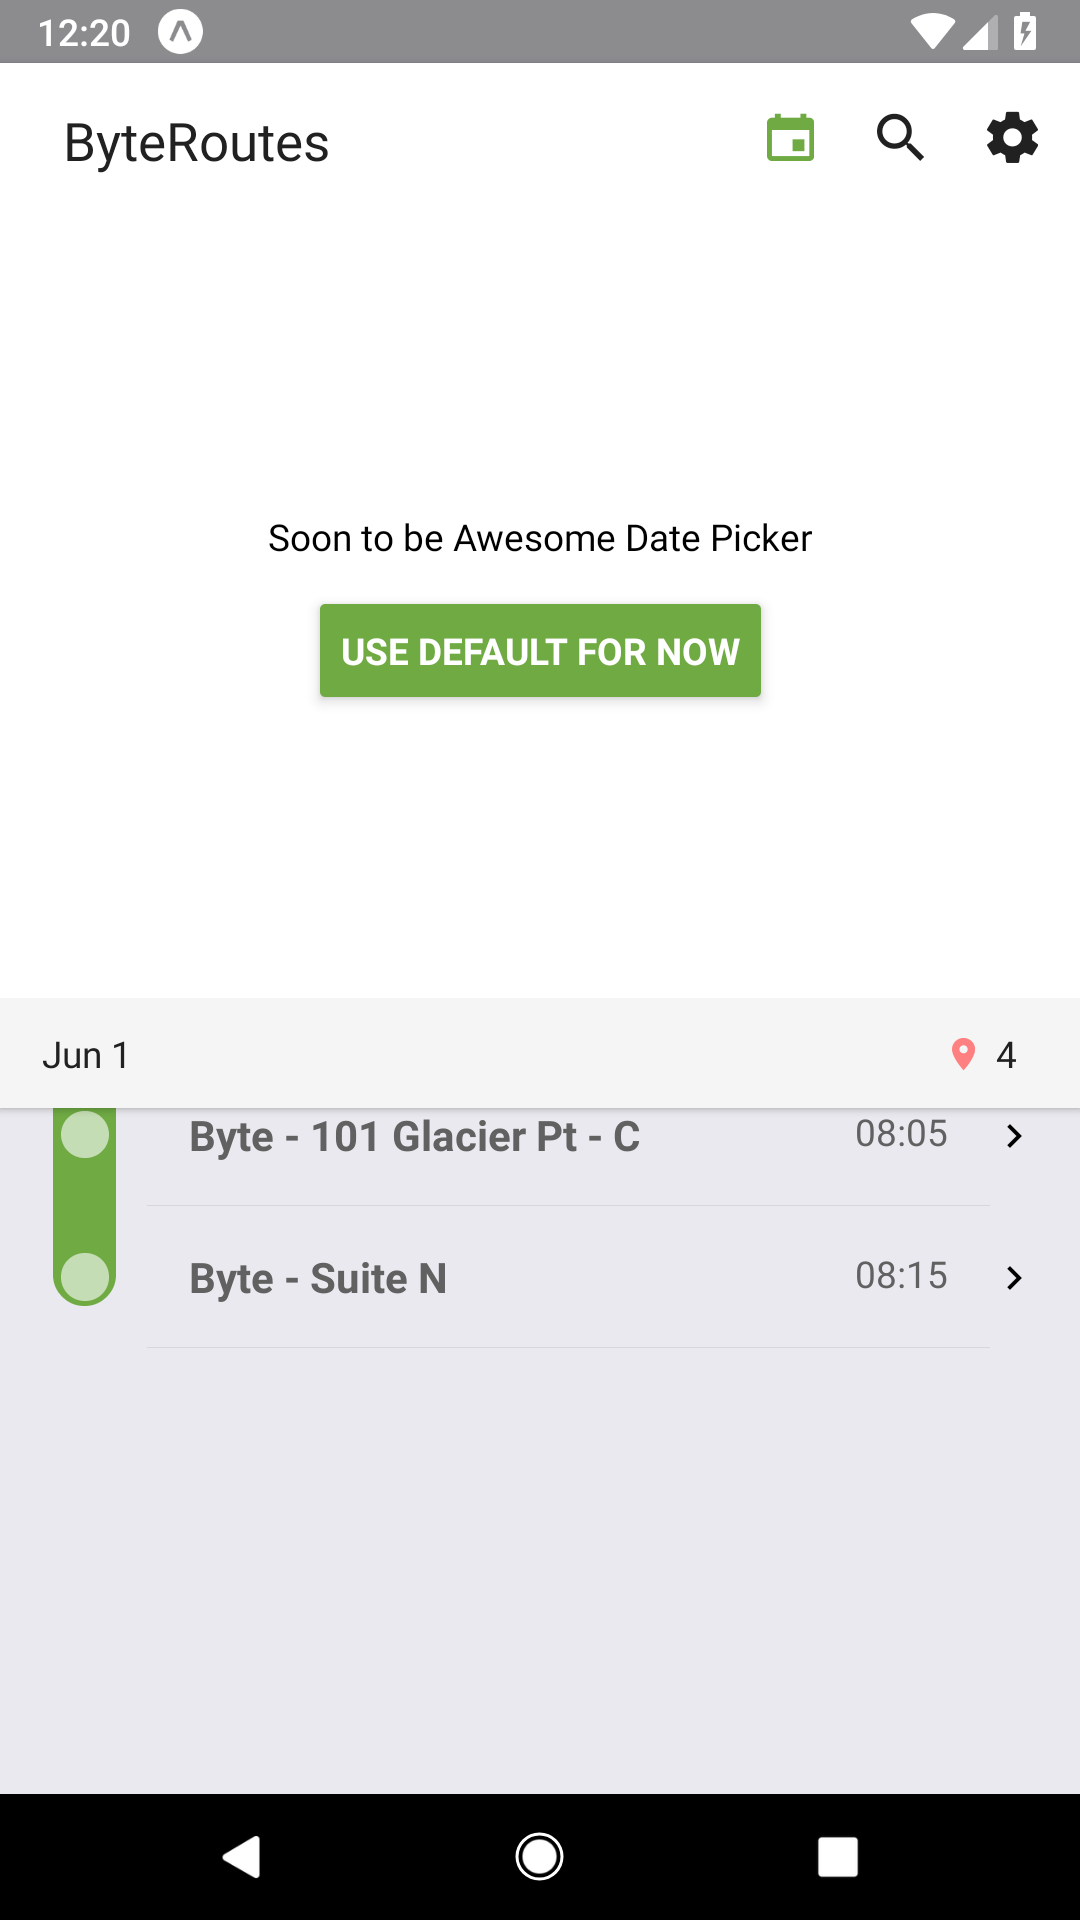 12:20
ByteRoutes
Soon to be Awesome Date Picker
USE DEFAULT FOR NOW
Jun 1 4
Byte - 101 Glacier Pt - C 08:05
Byte - Suite N 08:15